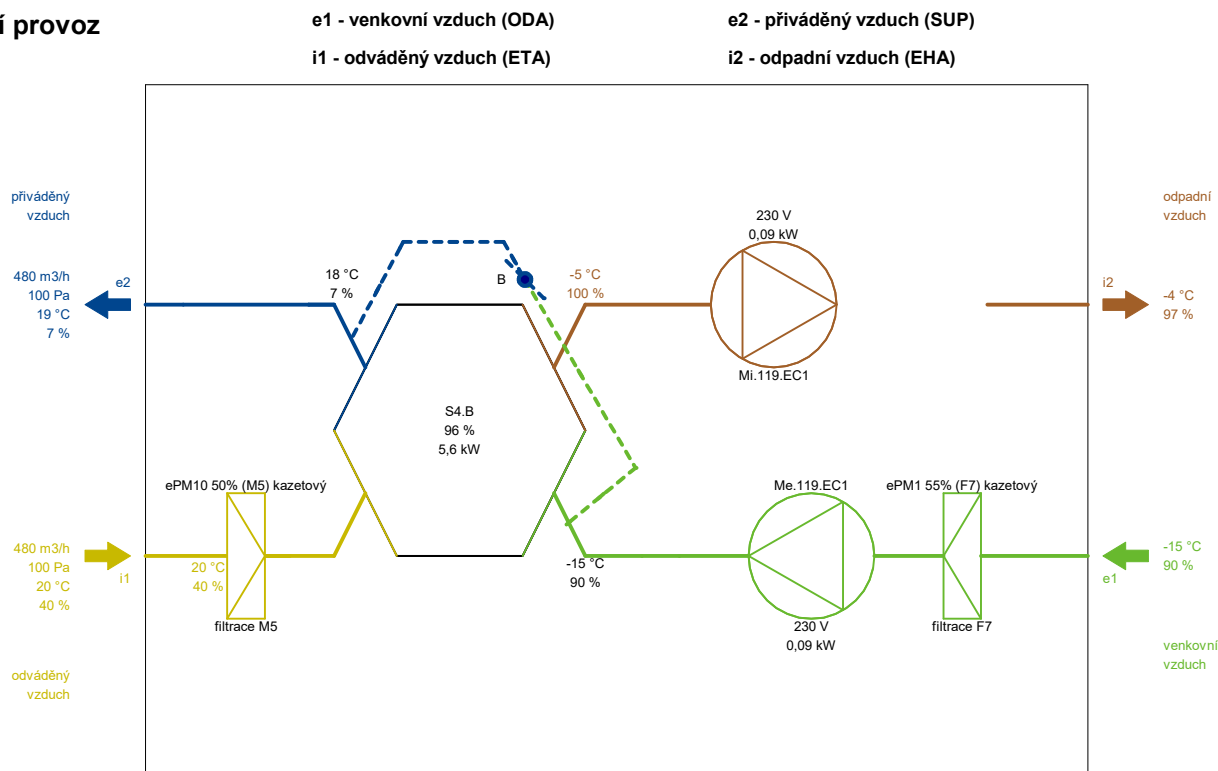 í provoz
e1 - venkovní vzduch (ODA)
e2 - přiváděný vzduch (SUP)
i1 - odváděný vzduch (ETA)
i2 - odpadní vzduch (EHA)
přiváděný
vzduch
480 m3/h
100 Pa
19 °C
7 %
e2
18 °C
7 %
B
-5 °C
100 %
230 V
0,09 kW
Mi.119.EC1
odpadní
vzduch
i2
-4 °C
97 %
S4.B
96 %
5,6 kW
ePM10 50% (M5) kazetový
480 m3/h
100 Pa
20 °C
40 %
i1
20 °C
40 %
filtrace M5
-15 °C
90 %
Me.119.EC1
230 V
0,09 kW
ePM1 55% (F7) kazetový
filtrace F7
-15 °C
90 %
e1
odváděný
vzduch
venkovní
vzduch